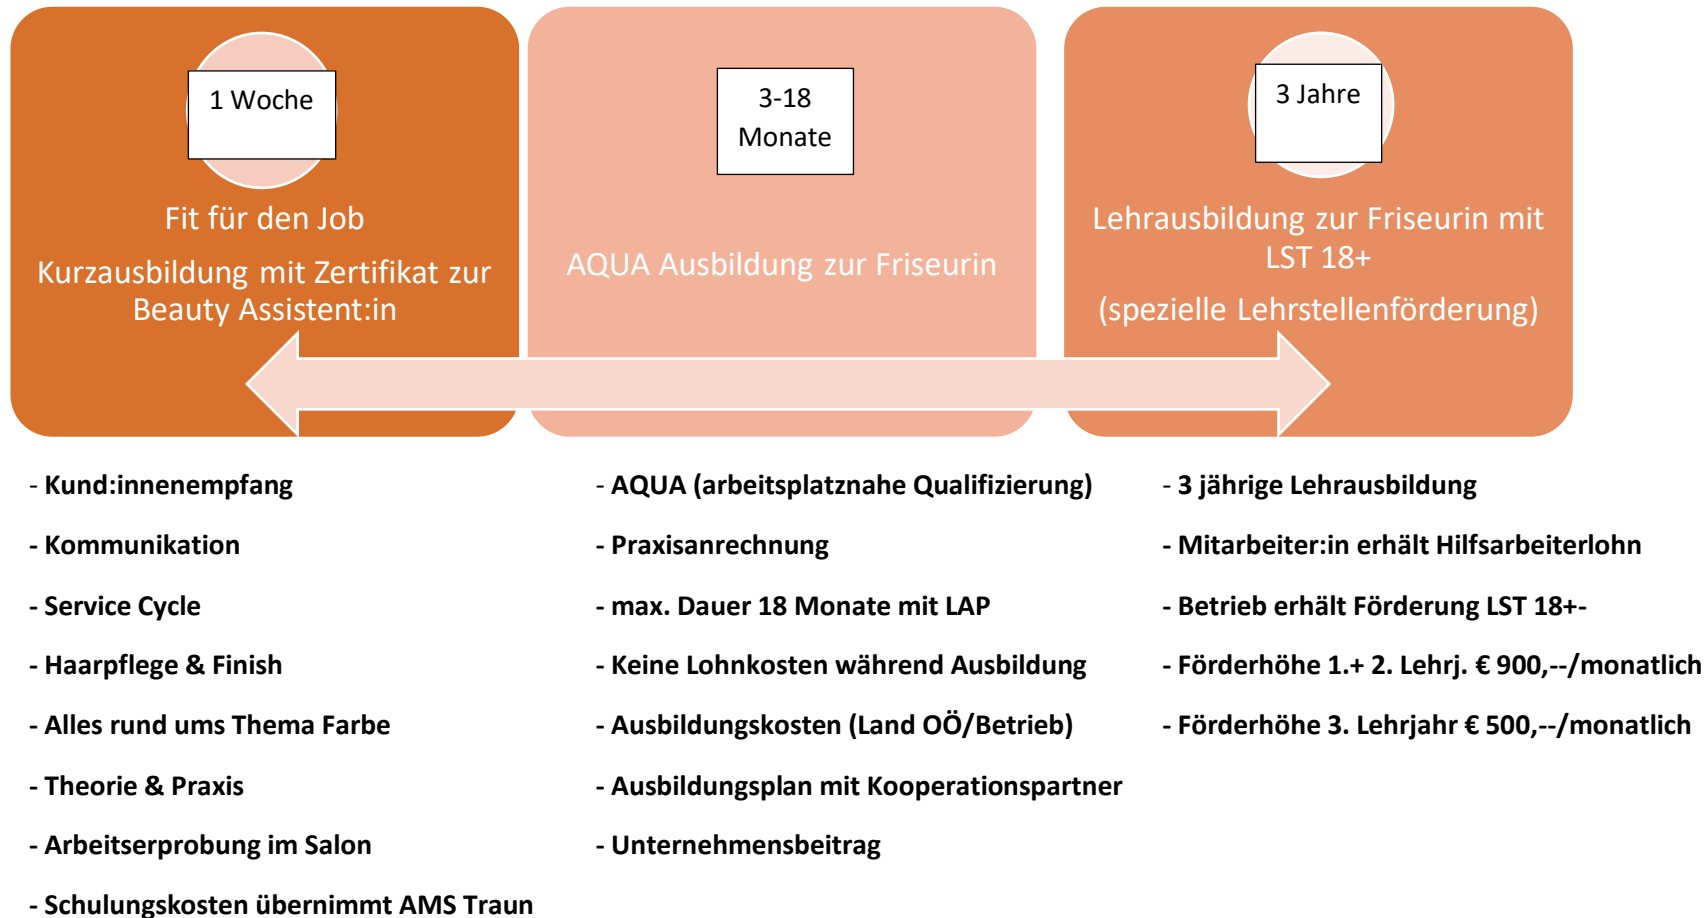 1 Woche
Fit für den Job
Kurzausbildung mit Zertifikat zur
Beauty Assistent:in
3-18
Monate
AQUA Ausbildung zur Friseurin
3 Jahre
Lehrausbildung zur Friseurin mit
LST 18+
(spezielle Lehrstellenförderung)
- Kund:innenempfang
- Kommunikation
- Service Cycle
- Haarpflege & Finish
- Alles rund ums Thema Farbe
- Theorie & Praxis
- Arbeitserprobung im Salon
- Schulungskosten übernimmt AMS Traun
- AQUA (arbeitsplatznahe Qualifizierung)
- Praxisanrechnung
- max. Dauer 18 Monate mit LAP
- Keine Lohnkosten während Ausbildung
- Ausbildungskosten (Land OÖ/Betrieb)
- Ausbildungsplan mit Kooperationspartner
- Unternehmensbeitrag
- 3 jährige Lehrausbildung
- Mitarbeiter:in erhält Hilfsarbeiterlohn
- Betrieb erhält Förderung LST 18+-
- Förderhöhe 1.+ 2. Lehrj. € 900,--/monatlich
- Förderhöhe 3. Lehrjahr € 500,--/monatlich